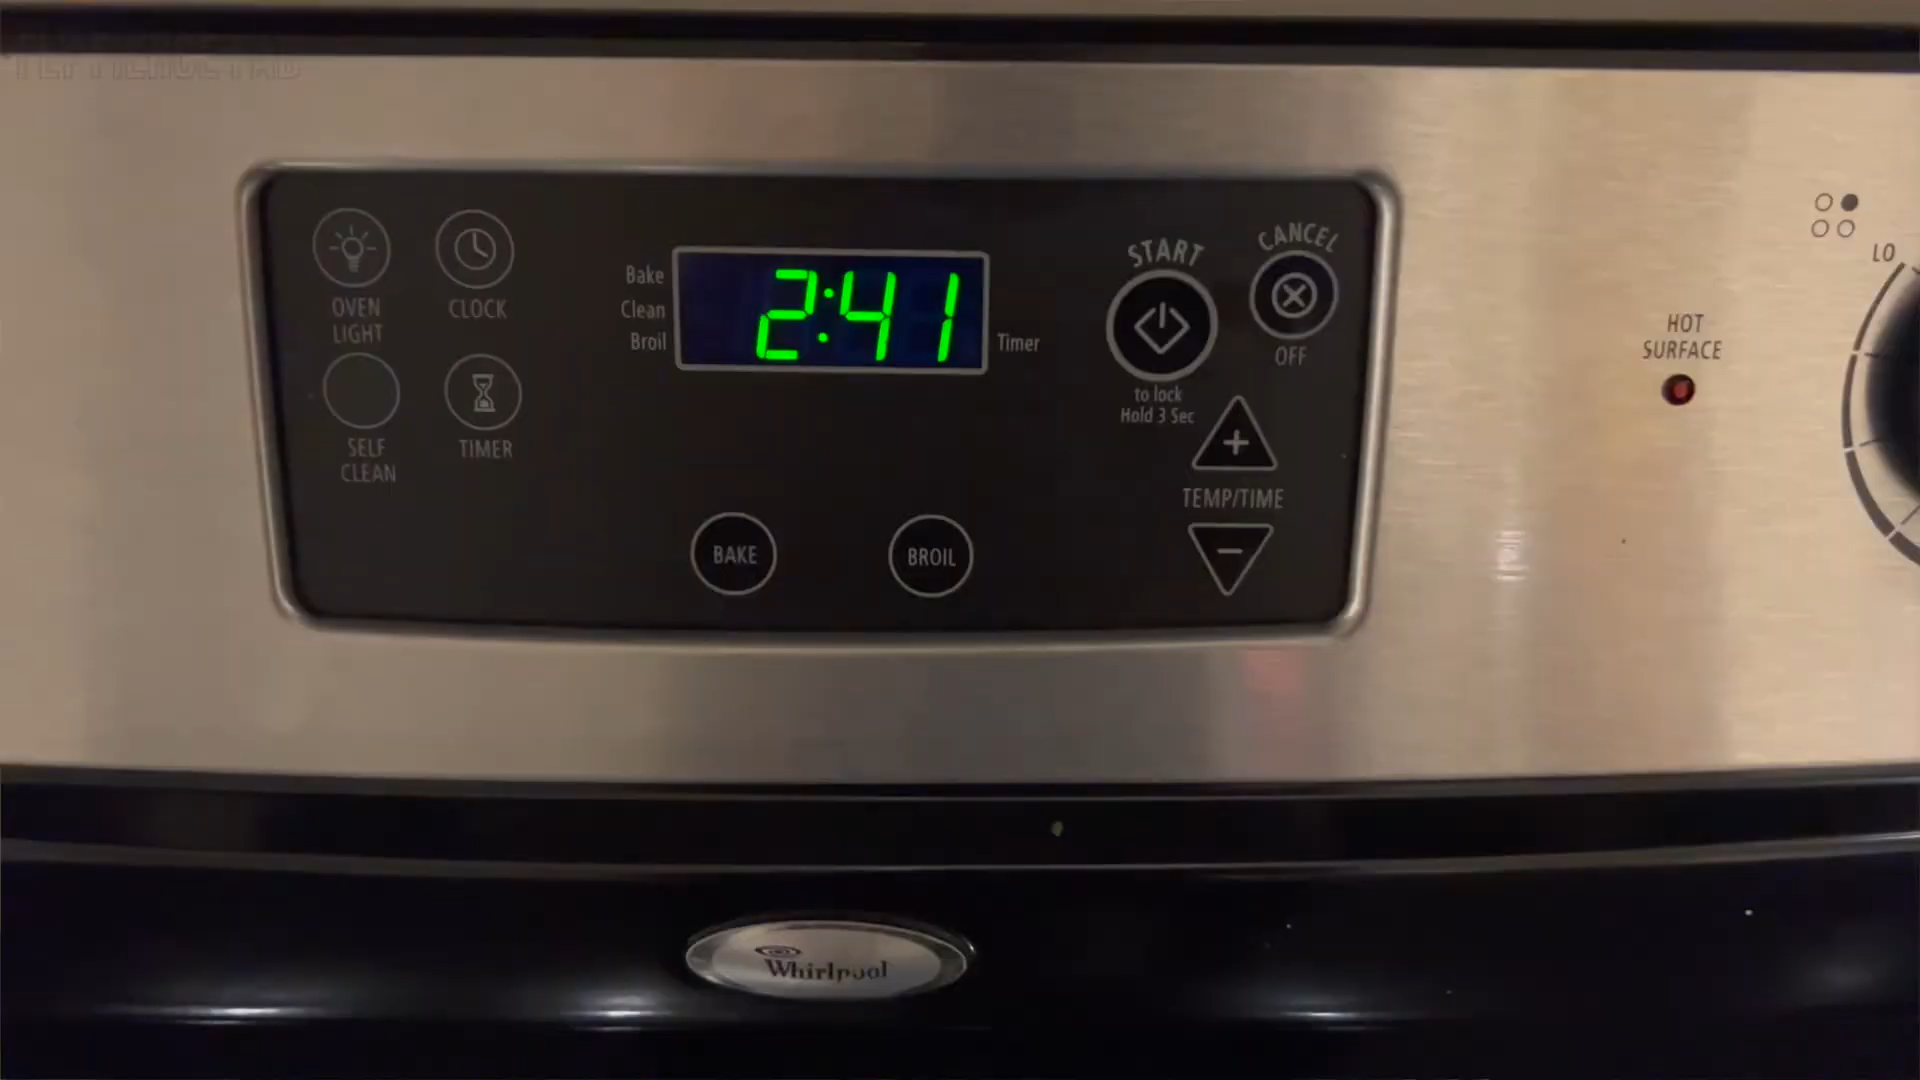 OVEN
LIGHT
CLOCK
SELF
CLEAN
TIMER
Bake
Clean
Broil
2:41
Timer
START
to lock
Hold 3 Sec
CANCEL
OFF
TEMP/TIME
BAKE
BROIL
HOT
SURFACE
LO
Whirlpool